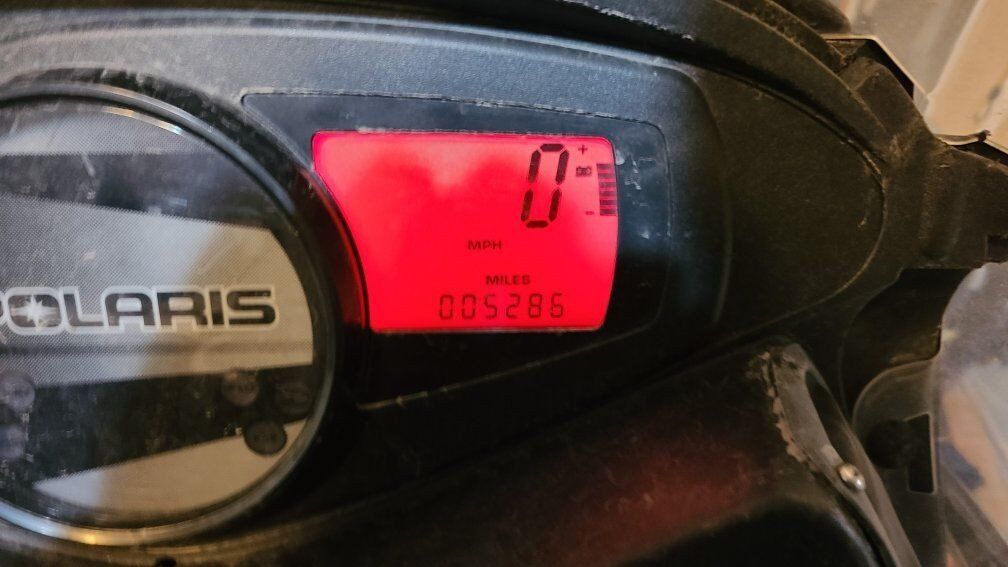 0
+
-
MPH
MILES
005286
POLARIS